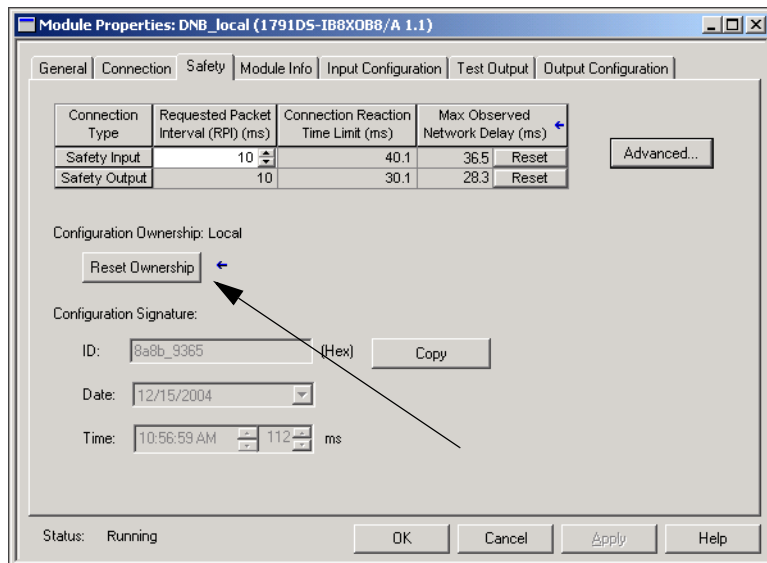 Module Properties: DNB_local (1791DS-IB8XOB8/A 1.1)
General Connection Safety Module Info Input Configuration Test Output Output Configuration
Connection Type Requested Packet Interval (RPI) (ms) Connection Reaction Time Limit (ms) Max Observed Network Delay (ms)
Safety Input 10 40.1 36.5 Reset
Safety Output 10 30.1 28.3 Reset
Advanced...
Configuration Ownership: Local
Reset Ownership
Configuration Signature:
ID: 8a8b_9365 (Hex) Copy
Date: 12/15/2004
Time: 10:56:59 AM 112 ms
Status: Running OK Cancel Apply Help